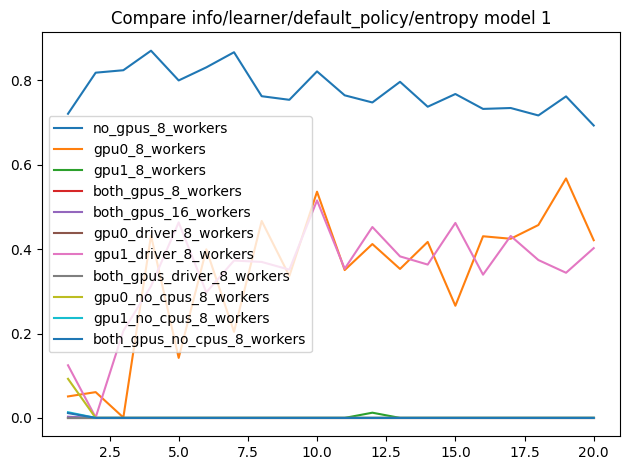 Compare info/learner/default_policy/entropy model 1
0.8
0.6
0.4
0.2
0.0
no_gpus_8_workers
gpu0_8_workers
gpu1_8_workers
both_gpus_8_workers
both_gpus_16_workers
gpu0_driver_8_workers
gpu1_driver_8_workers
both_gpus_driver_8_workers
gpu0_no_cpus_8_workers
gpu1_no_cpus_8_workers
both_gpus_no_cpus_8_workers
2.5 5.0 7.5 10.0 12.5 15.0 17.5 20.0